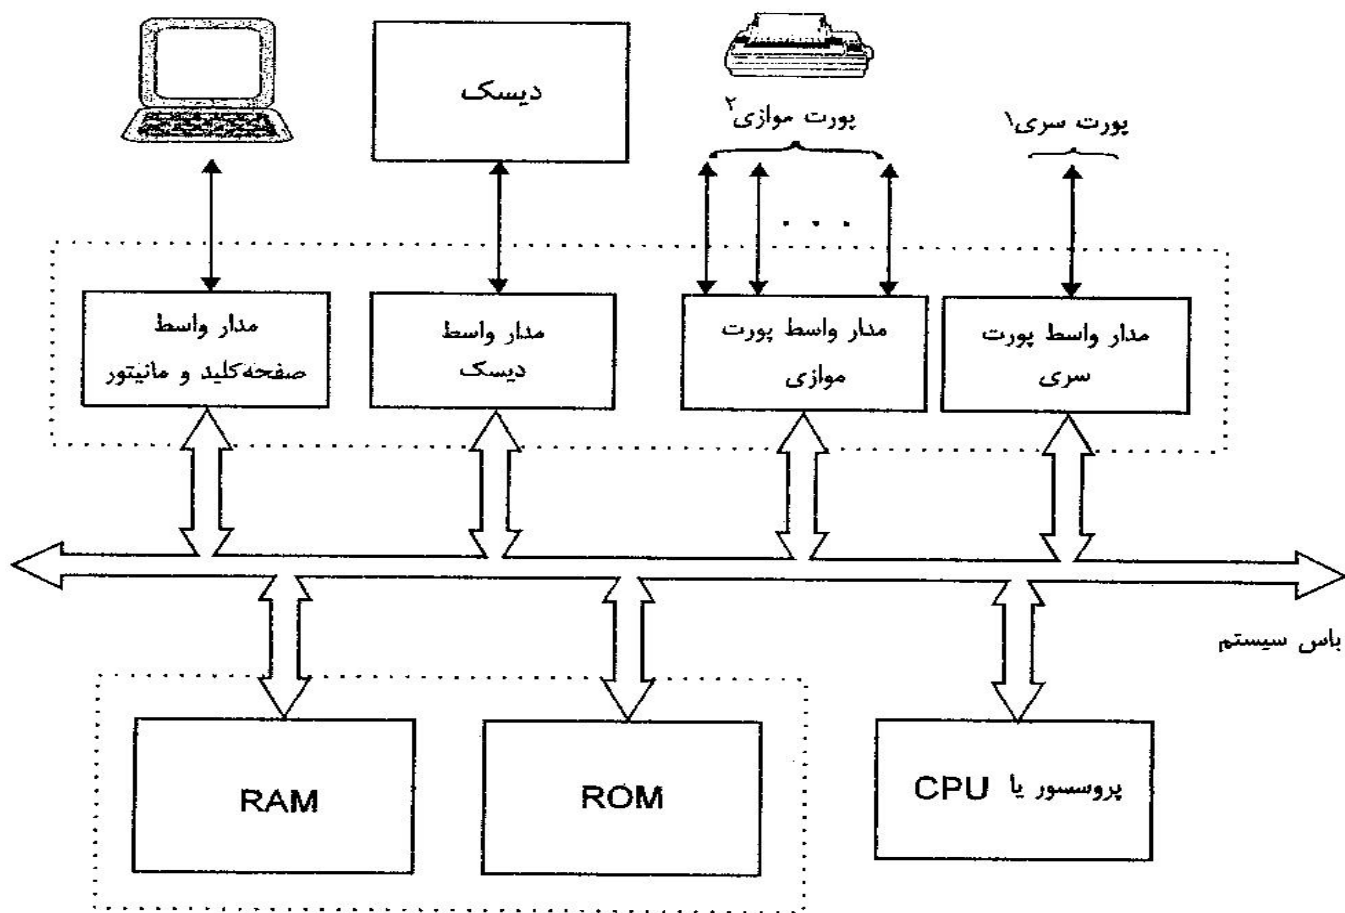 دیسک
پورت موازی۲
پورت سری۱
. . .
مدار واسط
صفحه‌کلید و مانیتور
مدار واسط
دیسک
مدار واسط پورت
موازی
مدار واسط پورت
سری
باس سیستم
RAM
ROM
پروسسور یا CPU